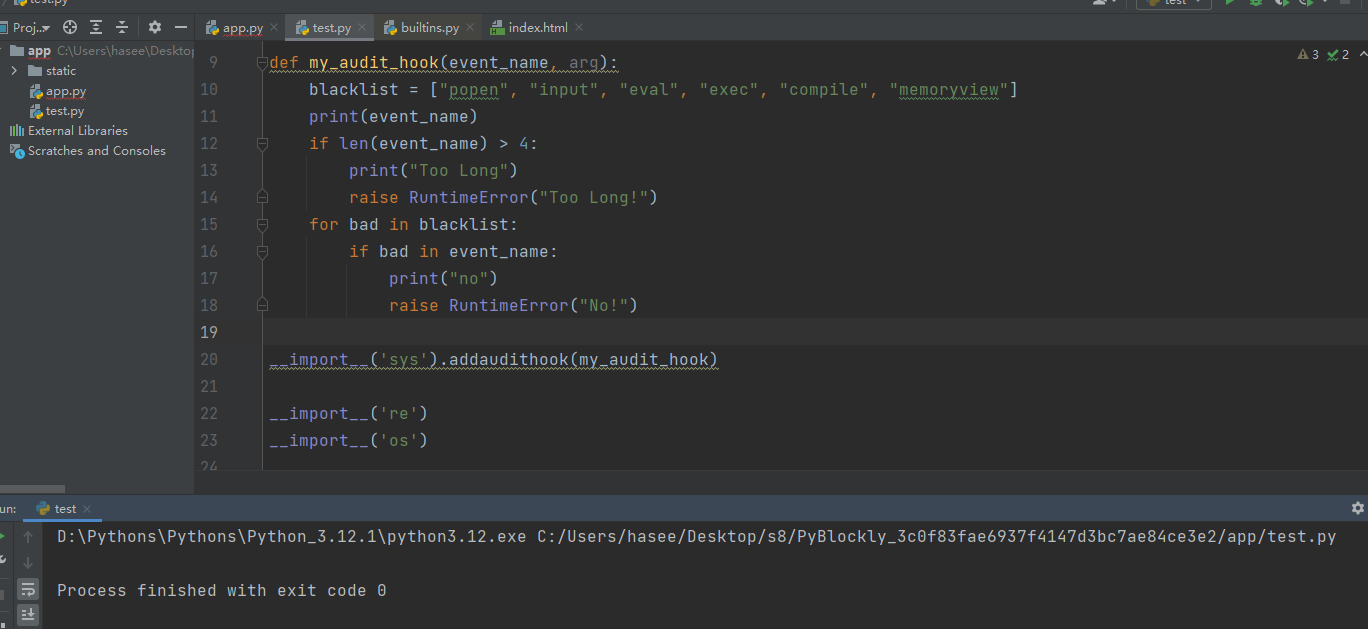 test.py
test
Proj...
app.py
test.py
builtins.py
index.html
app C:\Users\hasee\Desktop
static
app.py
test.py
External Libraries
Scratches and Consoles
3 2
9 def my_audit_hook(event_name, arg):
10 blacklist = ["popen", "input", "eval", "exec", "compile", "memoryview"]
11 print(event_name)
12 if len(event_name) > 4:
13 print("Too Long")
14 raise RuntimeError("Too Long!")
15 for bad in blacklist:
16 if bad in event_name:
17 print("no")
18 raise RuntimeError("No!")
19
20 __import__('sys').addaudithook(my_audit_hook)
21
22 __import__('re')
23 __import__('os')
24
un: test
D:\Pythons\Pythons\Python_3.12.1\python3.12.exe C:/Users/hasee/Desktop/s8/PyBlockly_3c0f83fae6937f4147d3bc7ae84ce3e2/app/test.py
Process finished with exit code 0